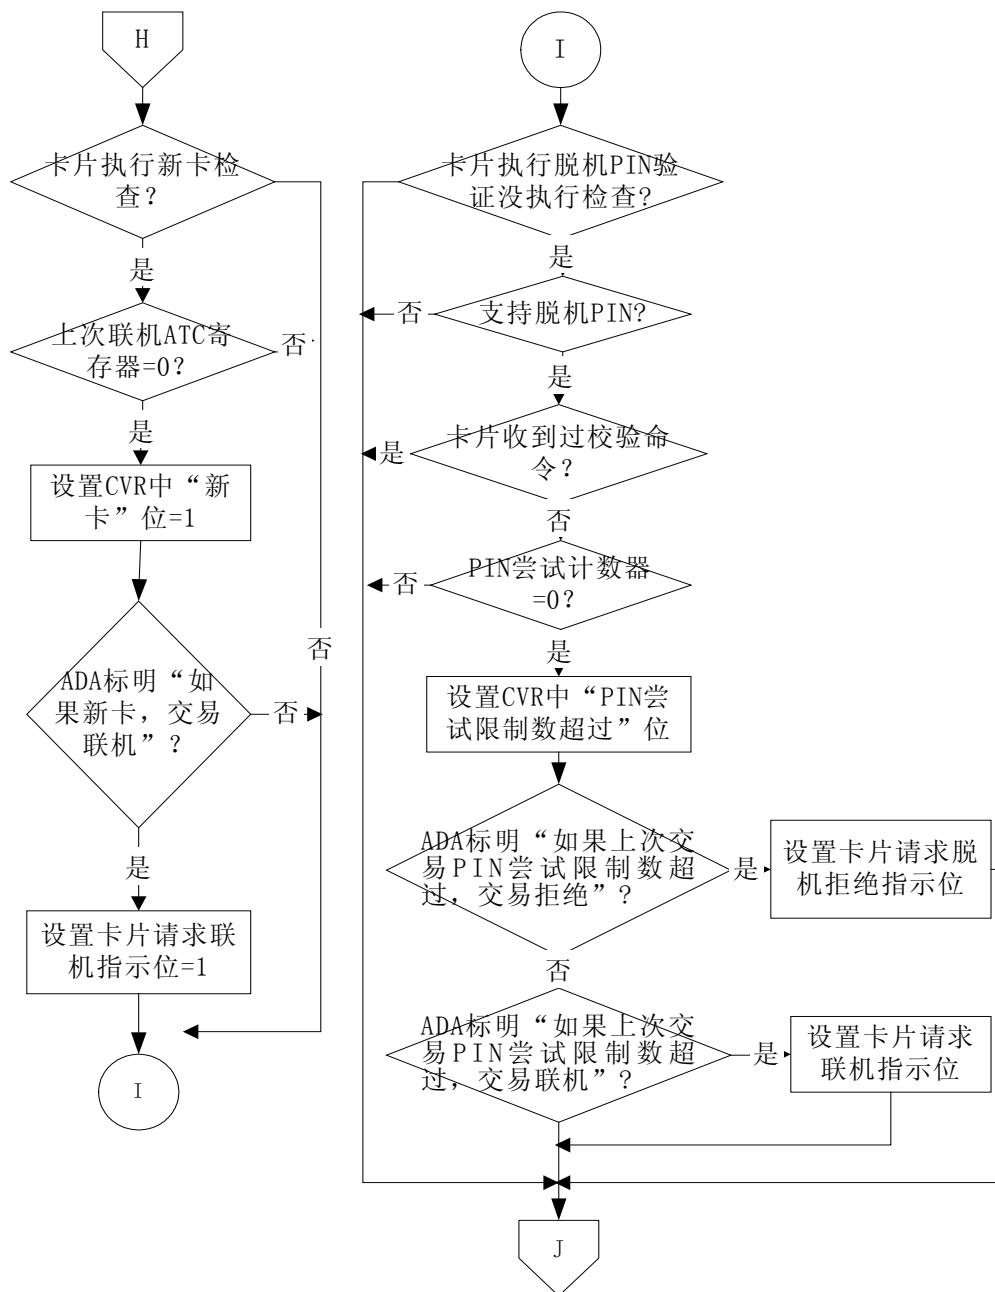 H
卡片执行新卡检
查？
是
上次联机ATC寄
存器=0？
否
是
设置CVR中“新
卡”位=1
否
ADA标明“如
果新卡，交易
联机”？
否
是
设置卡片请求联
机指示位=1
I
I
卡片执行脱机PIN验
证没执行检查?
是
支持脱机PIN?
否
是
卡片收到过校验命
令？
是
否
PIN尝试计数器
=0？
否
是
设置CVR中“PIN尝
试限制数超过”位
ADA标明“如果上次交
易PIN尝试限制数超
过，交易拒绝”？
是
设置卡片请求脱
机拒绝指示位
否
ADA标明“如果上次交
易PIN尝试限制数超
过，交易联机”？
是
设置卡片请求
联机指示位
J